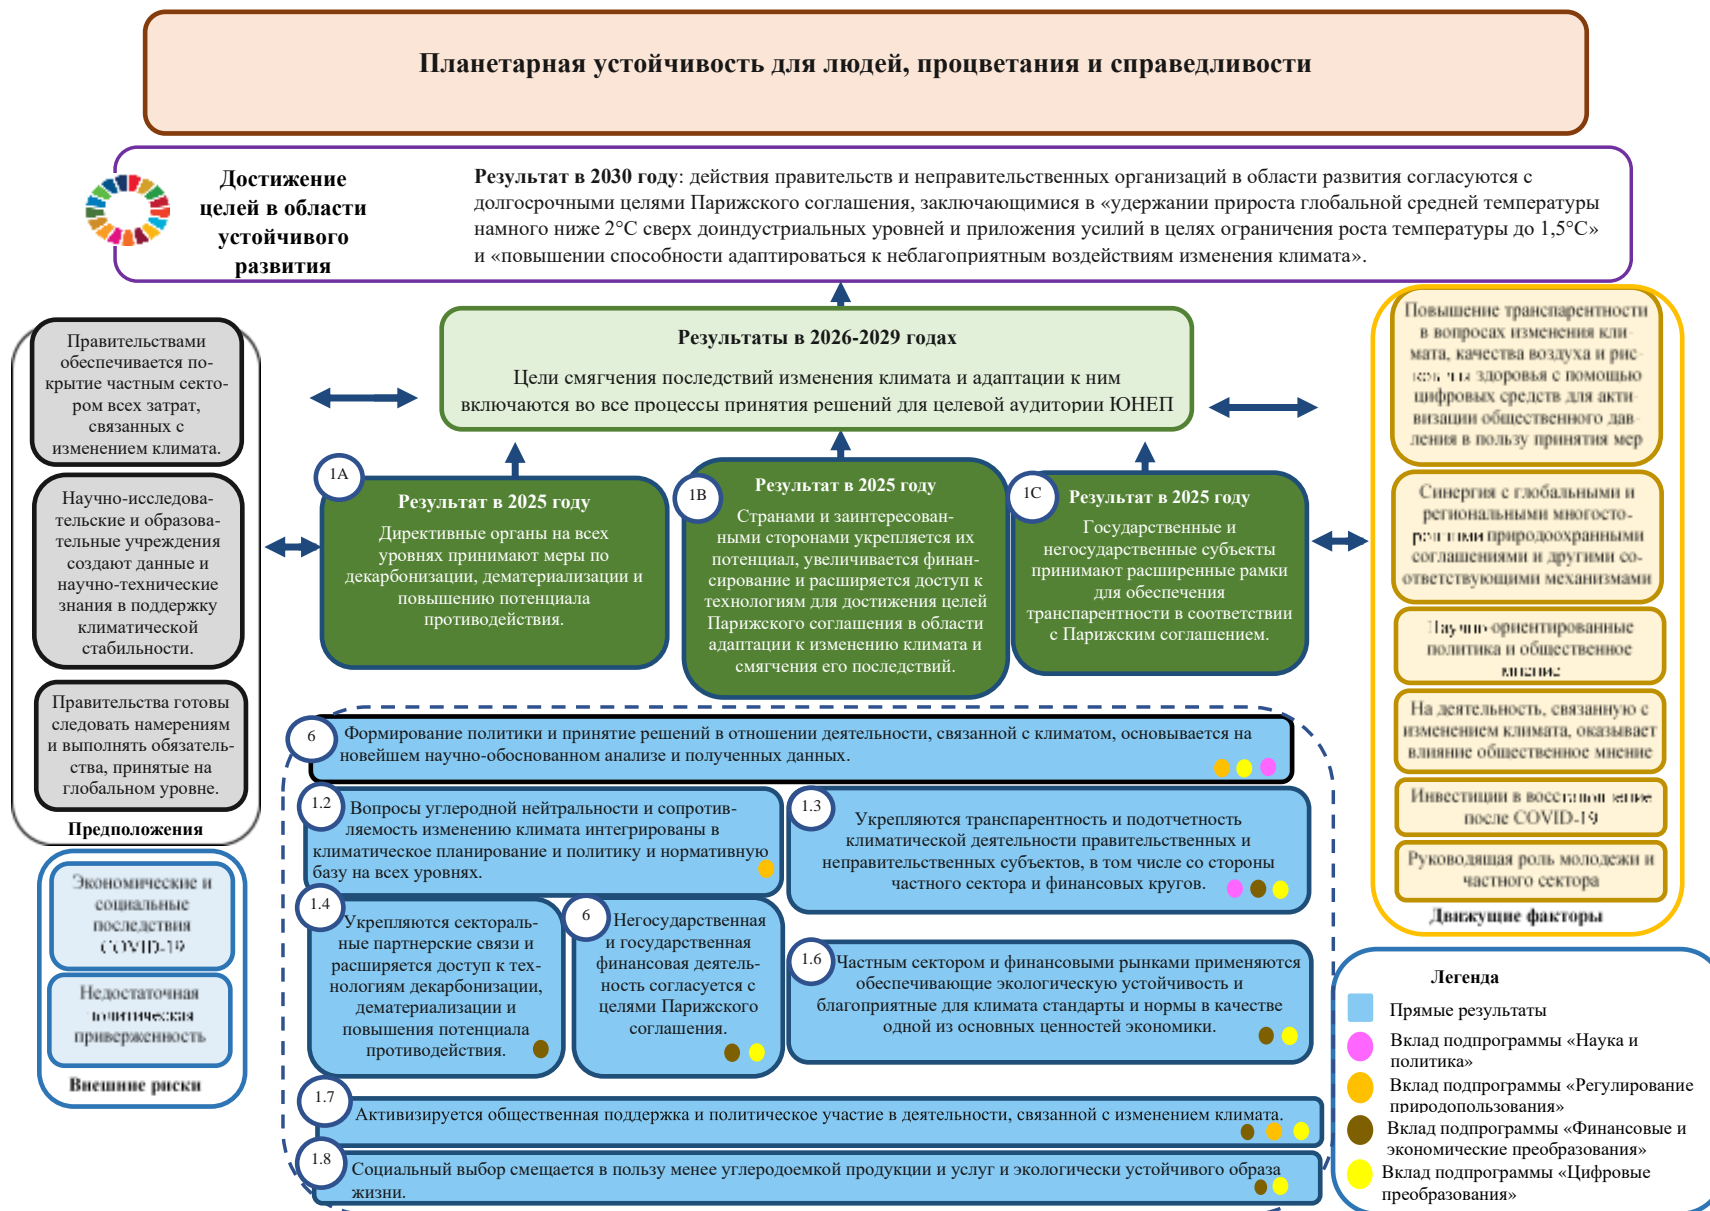 Планетарная устойчивость для людей, процветания и справедливости
Достижение
целей в области
устойчивого
развития
Результат в 2030 году: действия правительств и неправительственных организаций в области развития согласуются с
долгосрочными целями Парижского соглашения, заключающимися в «удержании прироста глобальной средней температуры
намного ниже 2°C сверх доиндустриальных уровней и приложения усилий в целях ограничения роста температуры до 1,5°C»
и «повышении способности адаптироваться к неблагоприятным воздействиям изменения климата».
Правительствами
обеспечивается по-
крытие частным секто-
ром всех затрат,
связанных с
изменением климата.
Научно-исследова-
тельские и образова-
тельные учреждения
создают данные и
научно-технические
знания в поддержку
климатической
стабильности.
Правительства готовы
следовать намерениям
и выполнять обязатель-
ства, принятые на
глобальном уровне.
Предположения
Экономические и
социальные
последствия
COVID-19
Недостаточная
политическая
приверженность
Внешние риски
Результаты в 2026-2029 годах
Цели смягчения последствий изменения климата и адаптации к ним
включаются во все процессы принятия решений для целевой аудитории ЮНЕП
1A
Результат в 2025 году
Директивные органы на всех
уровнях принимают меры по
декарбонизации, дематериализации и
повышению потенциала
противодействия.
1B
Результат в 2025 году
Странами и заинтересован-
ными сторонами укрепляется их
потенциал, увеличивается финан-
сирование и расширяется доступ к
технологиям для достижения целей
Парижского соглашения в области
адаптации к изменению климата и
смягчения его последствий.
1C
Результат в 2025 году
Государственные и
негосударственные субъекты
принимают расширенные рамки
для обеспечения
транспарентности в соответствии
с Парижским соглашением.
6
Формирование политики и принятие решений в отношении деятельности, связанной с климатом, основывается на
новейшем научно-обоснованном анализе и полученных данных.
1.2
Вопросы углеродной нейтральности и сопротив-
ляемость изменению климата интегрированы в
климатическое планирование и политику и нормативную
базу на всех уровнях.
1.3
Укрепляются транспарентность и подотчетность
климатической деятельности правительственных и
неправительственных субъектов, в том числе со стороны
частного сектора и финансовых кругов.
1.4
Укрепляются сектораль-
ные партнерские связи и
расширяется доступ к тех-
нологиям декарбонизации,
дематериализации и
повышения потенциала
противодействия.
6
Негосударственная
и государственная
финансовая деятель-
ность согласуется с
целями Парижского
соглашения.
1.6
Частным сектором и финансовыми рынками применяются
обеспечивающие экологическую устойчивость и
благоприятные для климата стандарты и нормы в качестве
одной из основных ценностей экономики.
1.7
Активизируется общественная поддержка и политическое участие в деятельности, связанной с изменением климата.
1.8
Социальный выбор смещается в пользу менее углеродоемкой продукции и услуг и экологически устойчивого образа
жизни.
Повышение транспарентности
в вопросах изменения кли-
мата, качества воздуха и рис-
здоровья с помощью
цифровых средств для акти-
визации общественного дав-
ления в пользу принятия мер
Синергия с глобальными и
региональными многосто-
ронними природоохранными
соглашениями и другими со-
ответствующими механизмами
Научно-ориентированные
политика и общественное
мнение
На деятельность, связанную с
изменением климата, оказывает
влияние общественное мнение
Инвестиции в восстановление
после COVID-19
Руководящая роль молодежи и
частного сектора
Движущие факторы
Легенда
Прямые результаты
Вклад подпрограммы «Наука и
политика»
Вклад подпрограммы «Регулирование
природопользования»
Вклад подпрограммы «Финансовые и
экономические преобразования»
Вклад подпрограммы «Цифровые
преобразования»